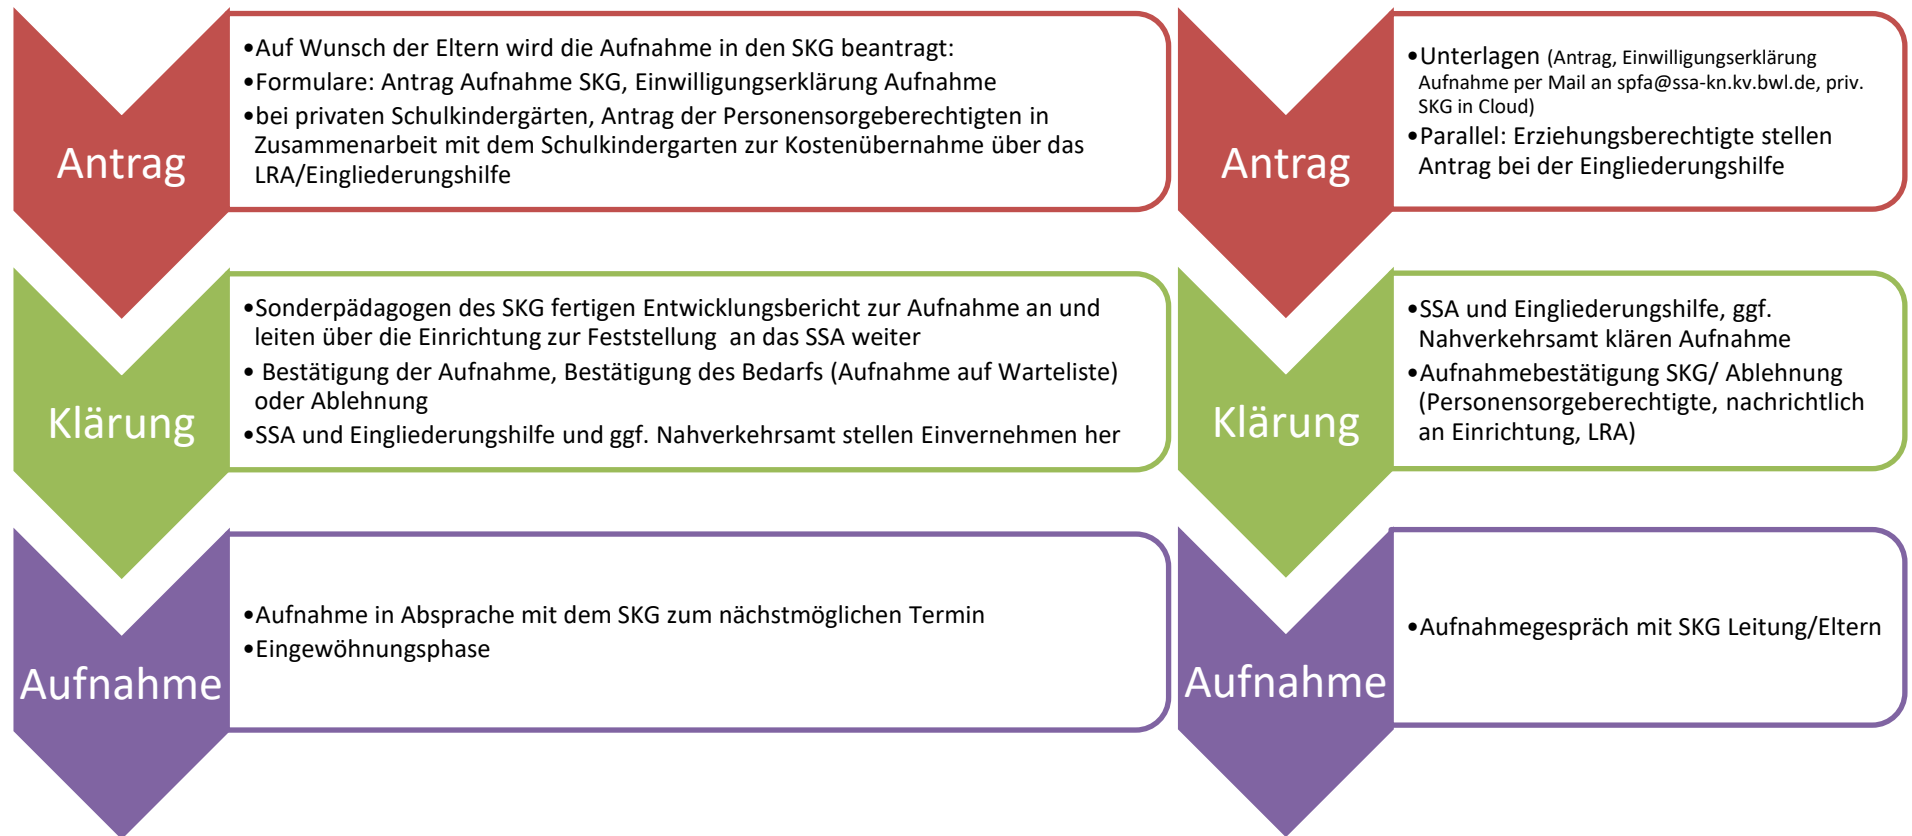 Antrag
•Auf Wunsch der Eltern wird die Aufnahme in den SKG beantragt:
•Formulare: Antrag Aufnahme SKG, Einwilligungserklärung Aufnahme
•bei privaten Schulkindergärten, Antrag der Personensorgeberechtigten in
Zusammenarbeit mit dem Schulkindergarten zur Kostenübernahme über das
LRA/Eingliederungshilfe
Antrag
•Unterlagen (Antrag, Einwilligungserklärung
Aufnahme per Mail an spfa@ssa-kn.kv.bwl.de, priv.
SKG in Cloud)
•Parallel: Erziehungsberechtigte stellen
Antrag bei der Eingliederungshilfe
Klärung
•Sonderpädagogen des SKG fertigen Entwicklungsbericht zur Aufnahme an und
leiten über die Einrichtung zur Feststellung an das SSA weiter
• Bestätigung der Aufnahme, Bestätigung des Bedarfs (Aufnahme auf Warteliste)
oder Ablehnung
•SSA und Eingliederungshilfe und ggf. Nahverkehrsamt stellen Einvernehmen her
Klärung
•SSA und Eingliederungshilfe, ggf.
Nahverkehrsamt klären Aufnahme
•Aufnahmebestätigung SKG/ Ablehnung
(Personensorgeberechtigte, nachrichtlich
an Einrichtung, LRA)
Aufnahme
•Aufnahme in Absprache mit dem SKG zum nächstmöglichen Termin
•Eingewöhnungsphase
Aufnahme
•Aufnahmegespräch mit SKG Leitung/Eltern